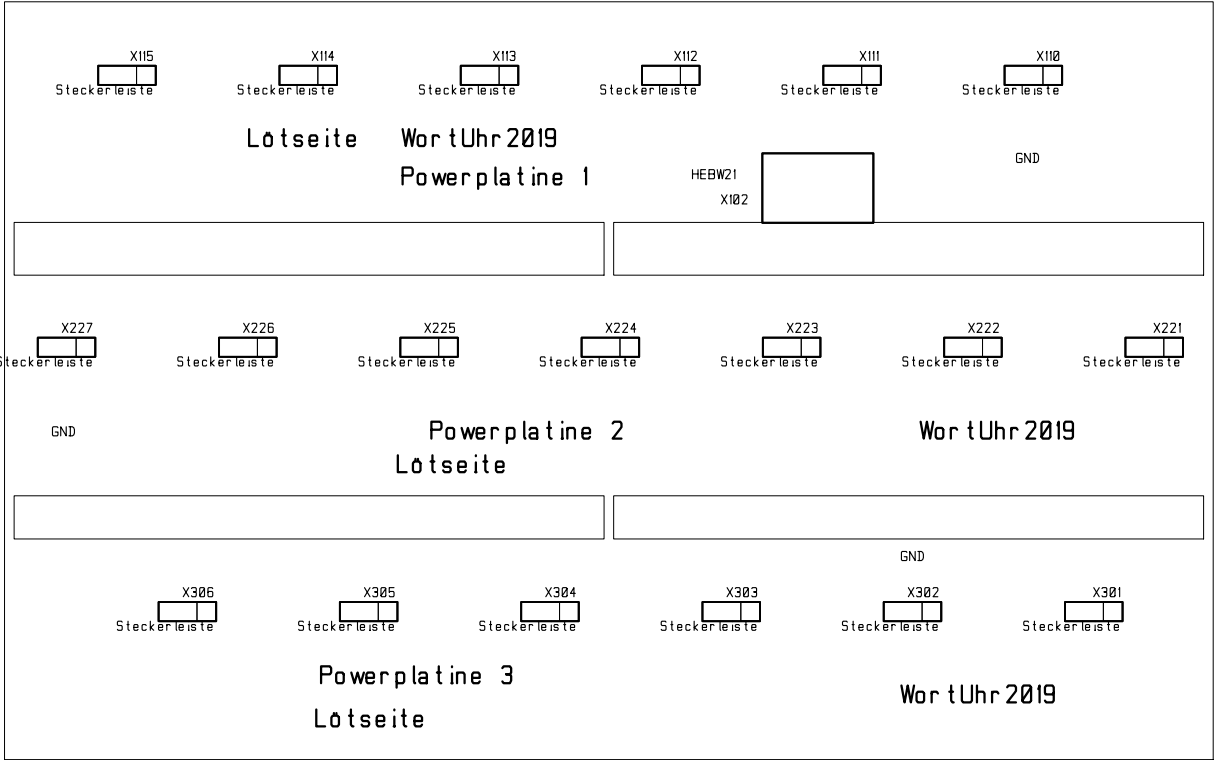 X115 X114 X113 X112 X111 X110
Steckerleiste Steckerleiste Steckerleiste Steckerleiste Steckerleiste Steckerleiste
Lötseite WortUhr2019
GND
Powerplatine 1
HEBW21
X102
X227 X226 X225 X224 X223 X222 X221
Steckerleiste Steckerleiste Steckerleiste Steckerleiste Steckerleiste Steckerleiste Steckerleiste
GND Powerplatine 2 WortUhr2019
Lötseite
GND
X306 X305 X304 X303 X302 X301
Steckerleiste Steckerleiste Steckerleiste Steckerleiste Steckerleiste Steckerleiste
Powerplatine 3
WortUhr2019
Lötseite